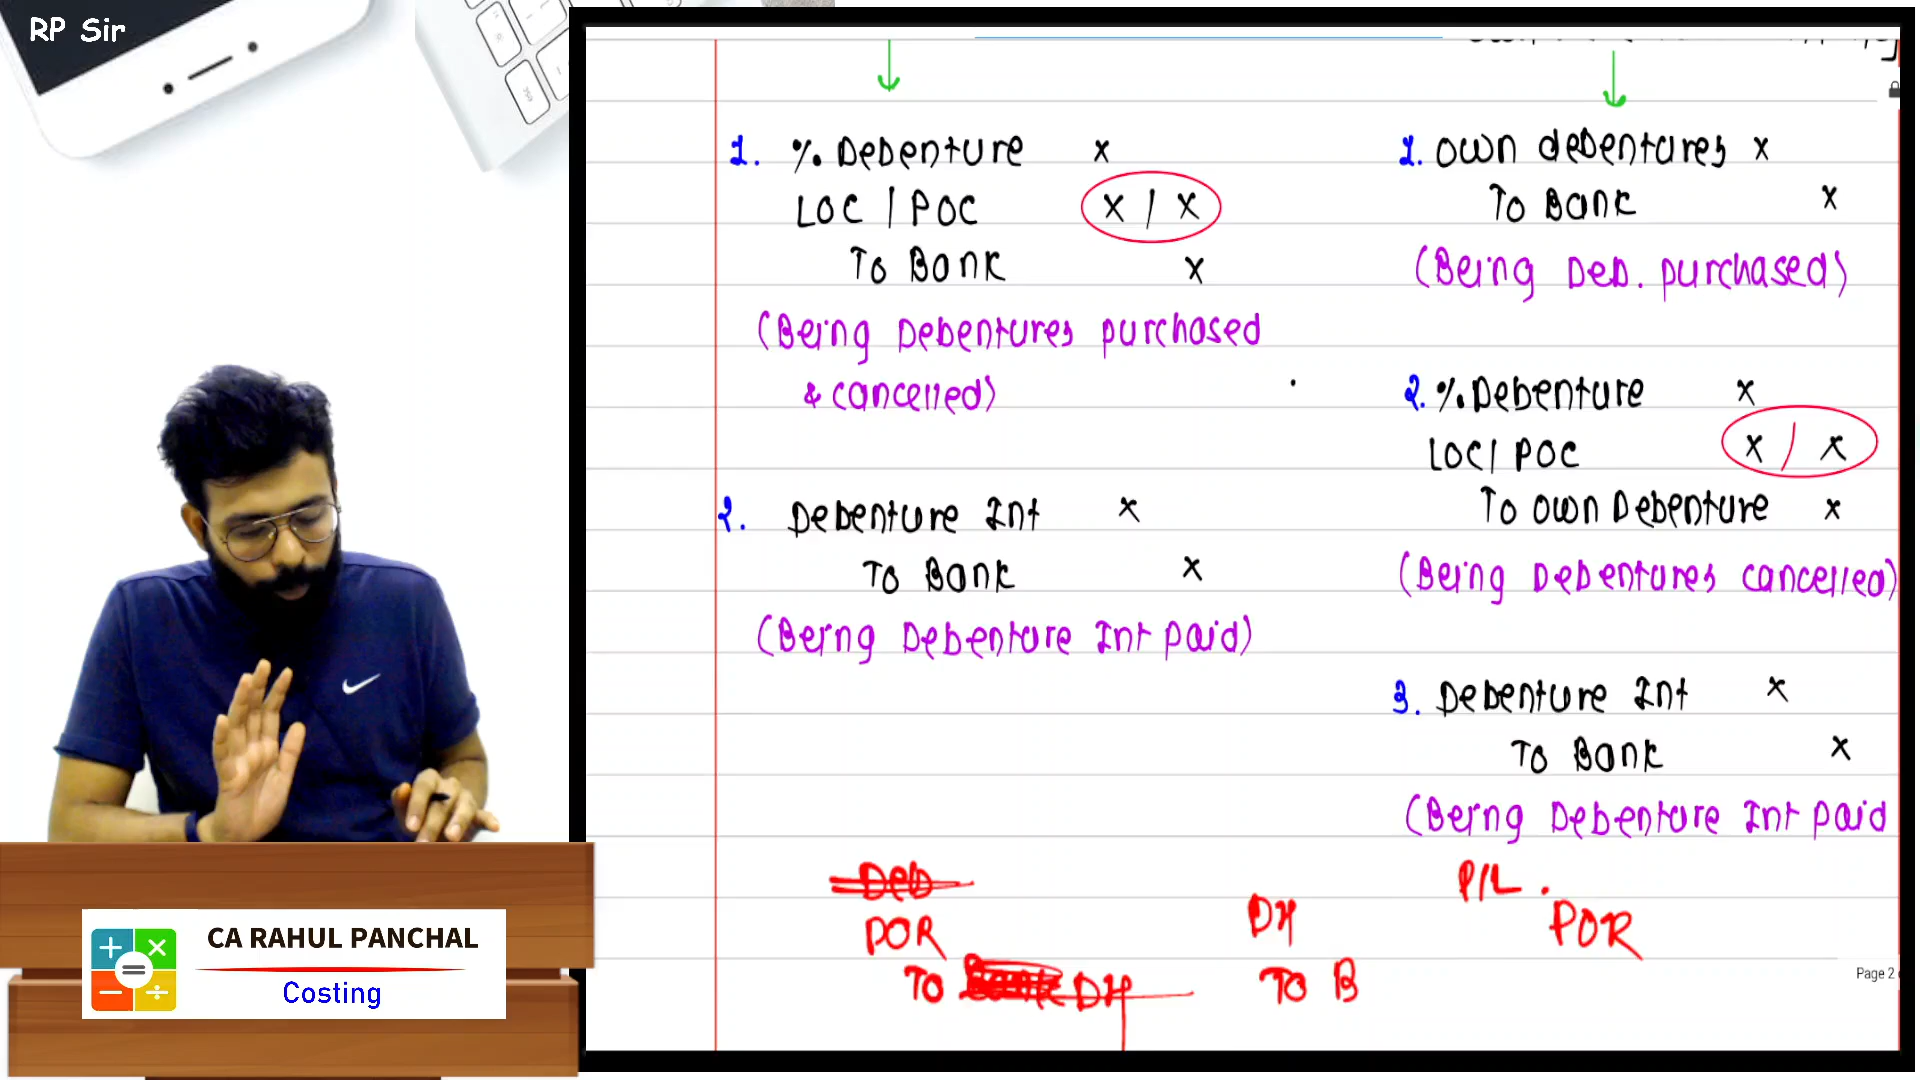 RP Sir
1. % Debenture x
LOC / POC x / x
To Bank x
(Being Debentures purchased
& cancelled)
2. Debenture Int x
To Bank x
(Being Debenture Int paid)
1. Own debentures x
To Bank x
(Being Deb. purchased)
2. % Debenture x
LOC / POC x / x
To Own Debenture x
(Being Debentures cancelled)
3. Debenture Int x
To Bank x
(Being Debenture Int paid
Deb
POR
To DH
DH
To B
P/L .
POR
Page 2
CA RAHUL PANCHAL
Costing